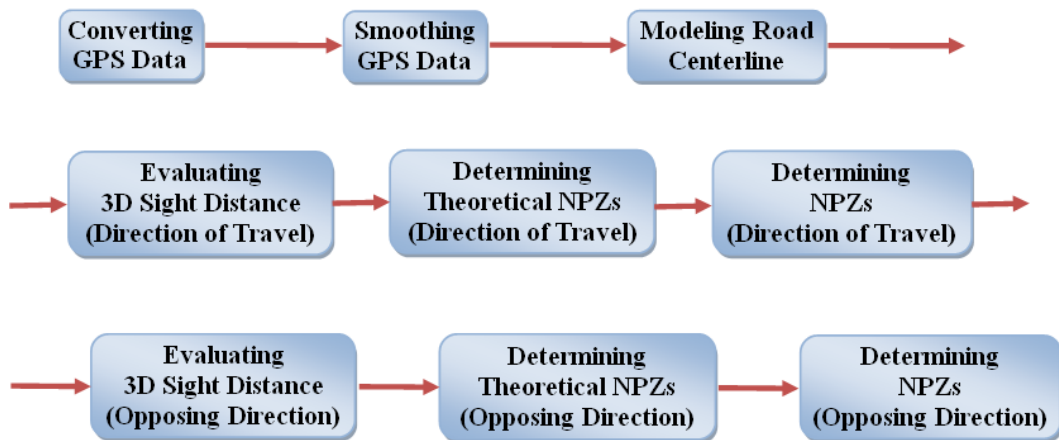 Converting
GPS Data
Smoothing
GPS Data
Modeling Road
Centerline
Evaluating
3D Sight Distance
(Direction of Travel)
Determining
Theoretical NPZs
(Direction of Travel)
Determining
NPZs
(Direction of Travel)
Evaluating
3D Sight Distance
(Opposing Direction)
Determining
Theoretical NPZs
(Opposing Direction)
Determining
NPZs
(Opposing Direction)